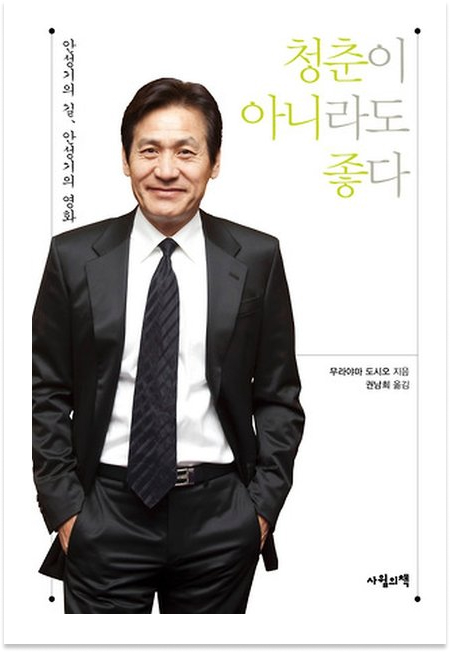 안성기의 길, 안성기의 영화
청춘이
아니라도
좋다
무라야마 도시오 지음
권남희 옮김
사월의책